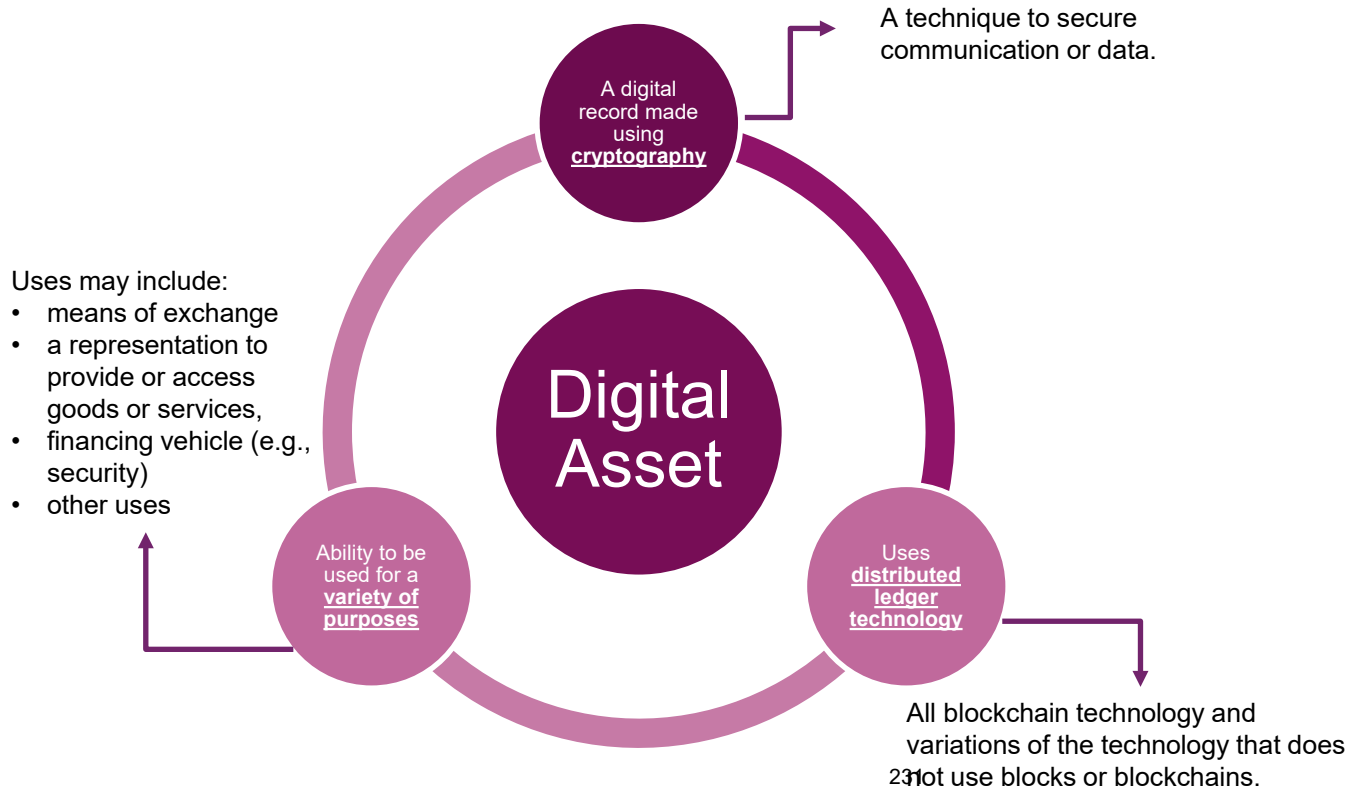 A technique to secure
communication or data.
A digital
record made
using
cryptography
Uses may include:
• means of exchange
• a representation to
provide or access
goods or services,
• financing vehicle (e.g.,
security)
• other uses
Digital
Asset
Ability to be
used for a
variety of
purposes
Uses
distributed
ledger
technology
All blockchain technology and
variations of the technology that does
not use blocks or blockchains.
231